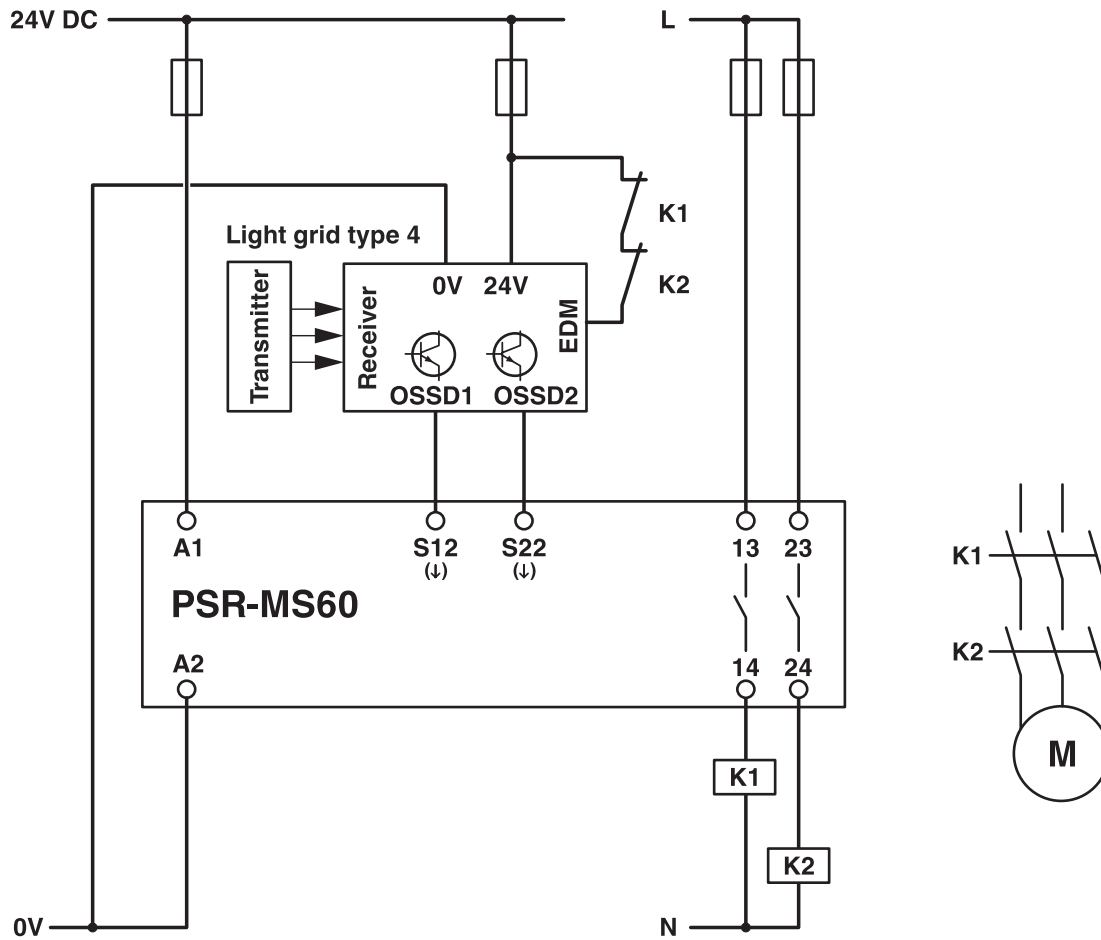 24V DC
L
K1
Light grid type 4
K2
Transmitter
Receiver
0V 24V
EDM
OSSD1 OSSD2
A1
S12
(↓)
S22
(↓)
13
23
PSR-MS60
A2
14
24
K1
K2
K1
K2
M
0V
N